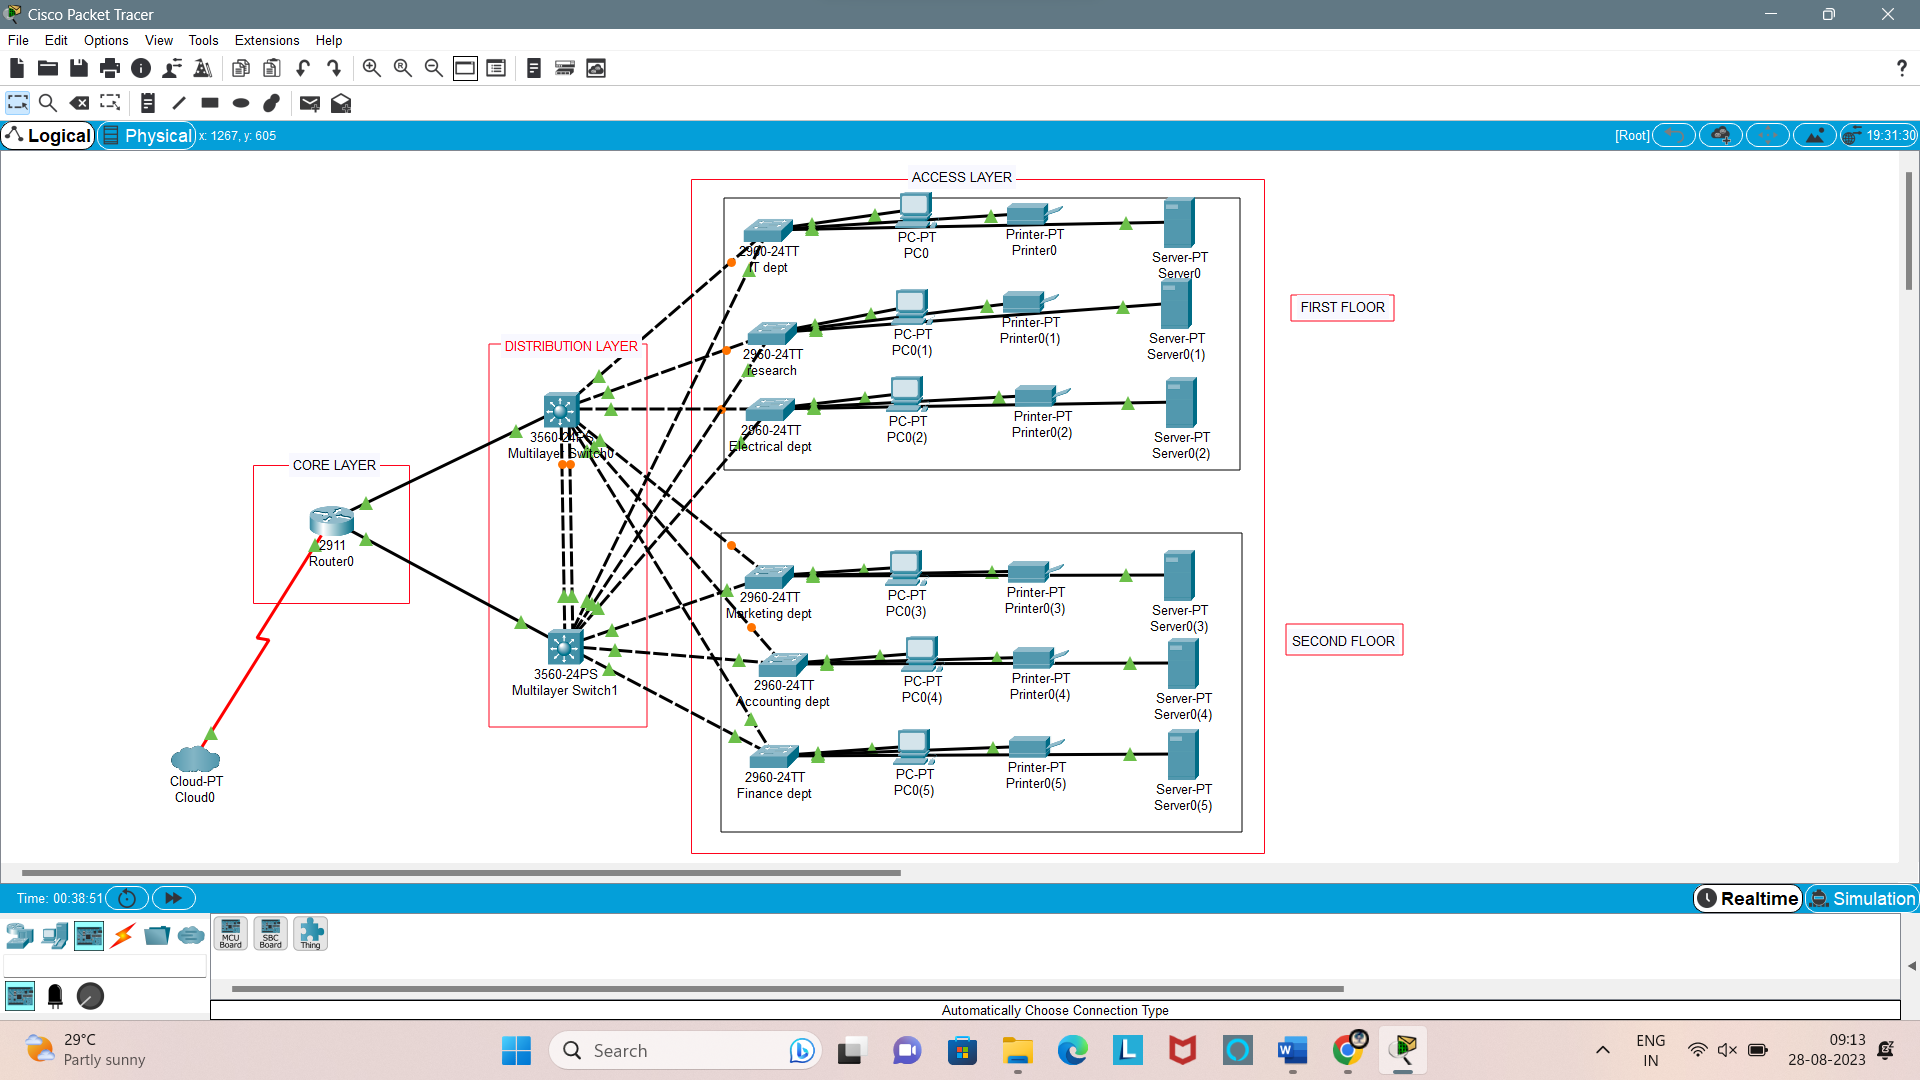 Cisco Packet Tracer
File Edit Options View Tools Extensions Help
?
Logical Physical x: 1267, y: 605 [Root] 19:31:30
ACCESS LAYER
2960-24TT
IT dept
PC-PT
PC0
Printer-PT
Printer0
Server-PT
Server0
2960-24TT
research
PC-PT
PC0(1)
Printer-PT
Printer0(1)
Server-PT
Server0(1)
2960-24TT
Electrical dept
PC-PT
PC0(2)
Printer-PT
Printer0(2)
Server-PT
Server0(2)
FIRST FLOOR
DISTRIBUTION LAYER
3560-24PS
Multilayer Switch0
CORE LAYER
2911
Router0
3560-24PS
Multilayer Switch1
2960-24TT
Marketing dept
PC-PT
PC0(3)
Printer-PT
Printer0(3)
Server-PT
Server0(3)
2960-24TT
Accounting dept
PC-PT
PC0(4)
Printer-PT
Printer0(4)
Server-PT
Server0(4)
2960-24TT
Finance dept
PC-PT
PC0(5)
Printer-PT
Printer0(5)
Server-PT
Server0(5)
SECOND FLOOR
Cloud-PT
Cloud0
Time: 00:38:51 Realtime Simulation
MCU Board
SBC Board
Thing
Automatically Choose Connection Type
29°C
Partly sunny
Search
ENG
IN
09:13
28-08-2023